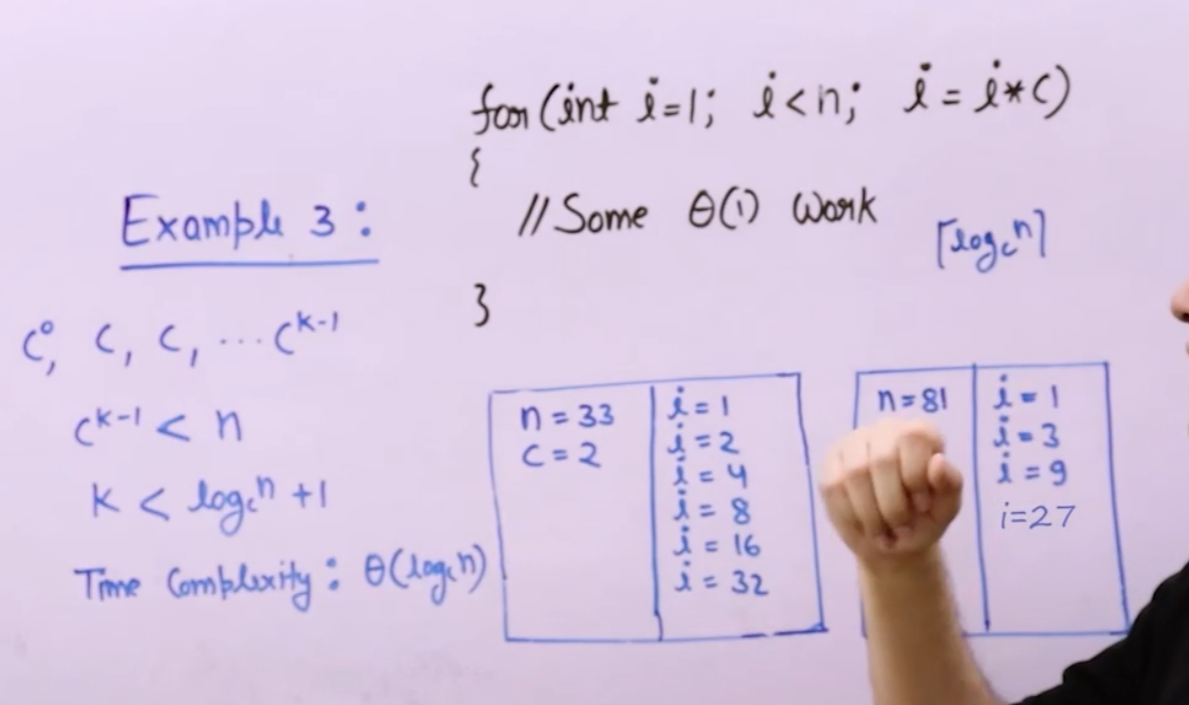 for(int i=1; i<n; i=i*c)
{
//Some θ(1) Work
}
⌈log_c n⌉
Example 3:
c⁰, c, c, ... c^(k-1)
c^(k-1) < n
k < log_c n + 1
Time Complexity: θ(log_c n)
n = 33
c = 2
i = 1
i = 2
i = 4
i = 8
i = 16
i = 32
n=81
i = 1
i = 3
i = 9
i=27